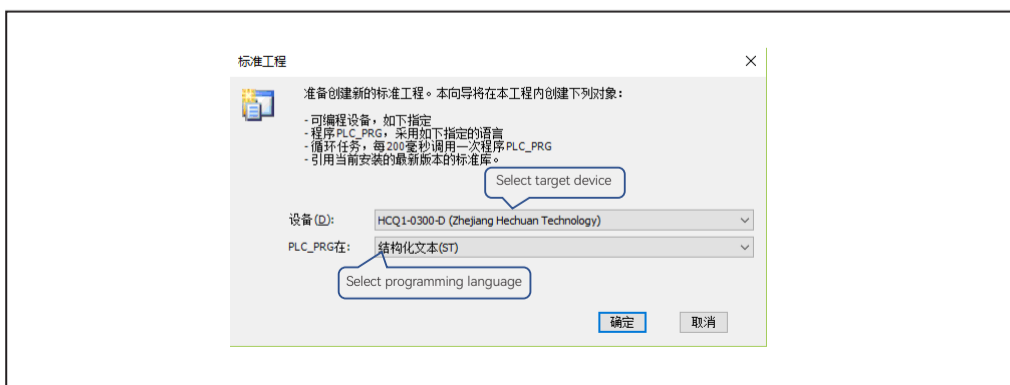 标准工程
准备创建新的标准工程。本向导将在本工程内创建下列对象：
- 可编程设备，如下指定
- 程序PLC_PRG，采用如下指定的语言
- 循环任务，每200毫秒调用一次程序PLC_PRG
- 引用当前安装的最新版本的标准库。
Select target device
设备(D):
HCQ1-0300-D (Zhejiang Hechuan Technology)
PLC_PRG在:
结构化文本(ST)
Select programming language
确定
取消